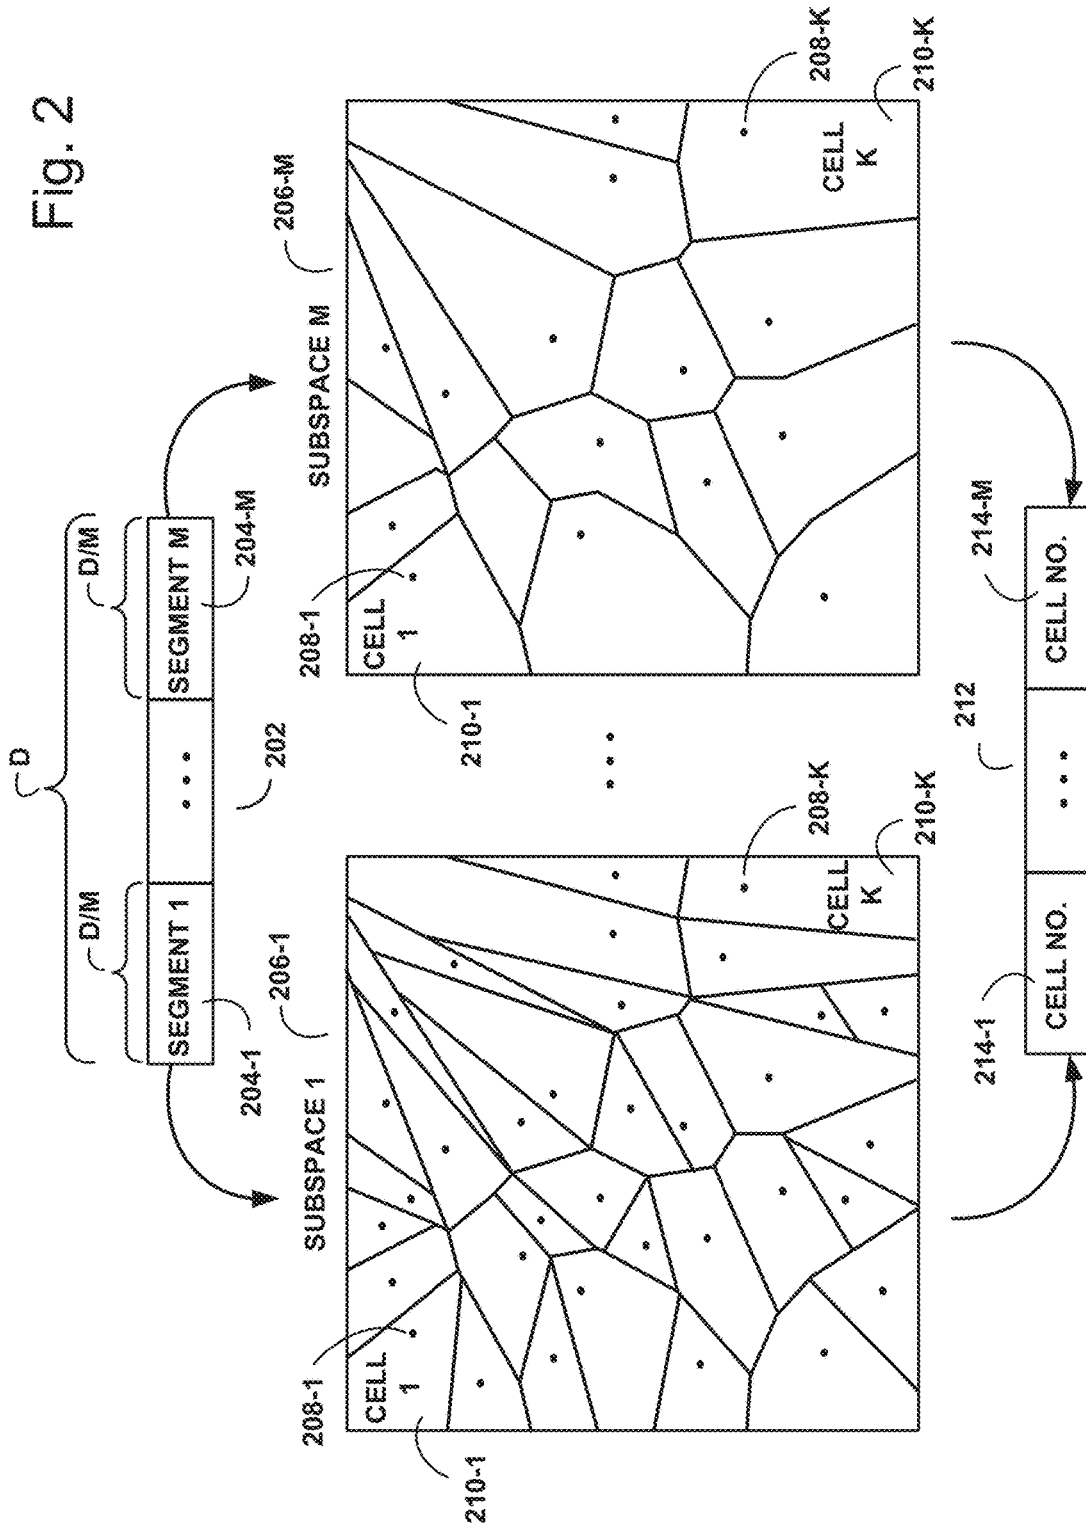 Fig. 2
D
D/M
D/M
SEGMENT 1
• • •
SEGMENT M
204-1
202
204-M
SUBSPACE 1
206-1
SUBSPACE M
206-M
208-1
CELL
1
210-1
208-K
CELL
K
210-K
• • •
208-1
CELL
1
210-1
208-K
CELL
K
210-K
214-1
212
214-M
CELL NO.
• • •
CELL NO.